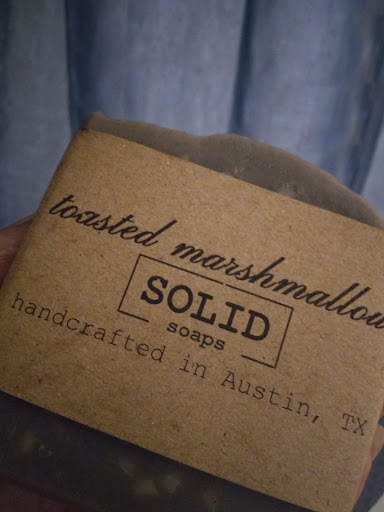 toasted marshmallow
SOLID
soaps
handcrafted in Austin, TX